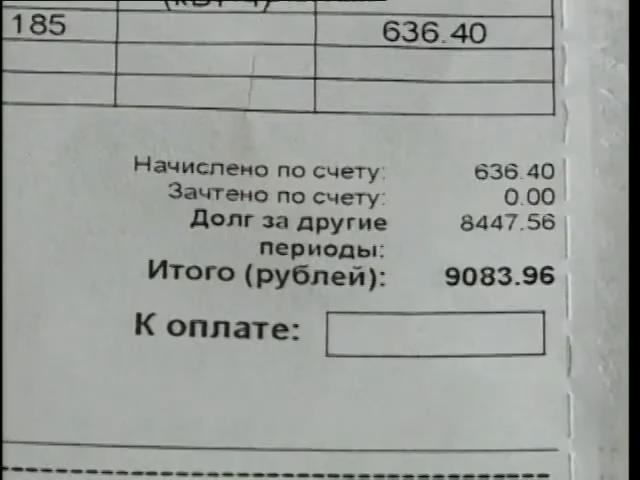 (кВт ч)
185 636.40
Начислено по счету: 636.40
Зачтено по счету: 0.00
Долг за другие 8447.56
периоды:
Итого (рублей): 9083.96
К оплате: